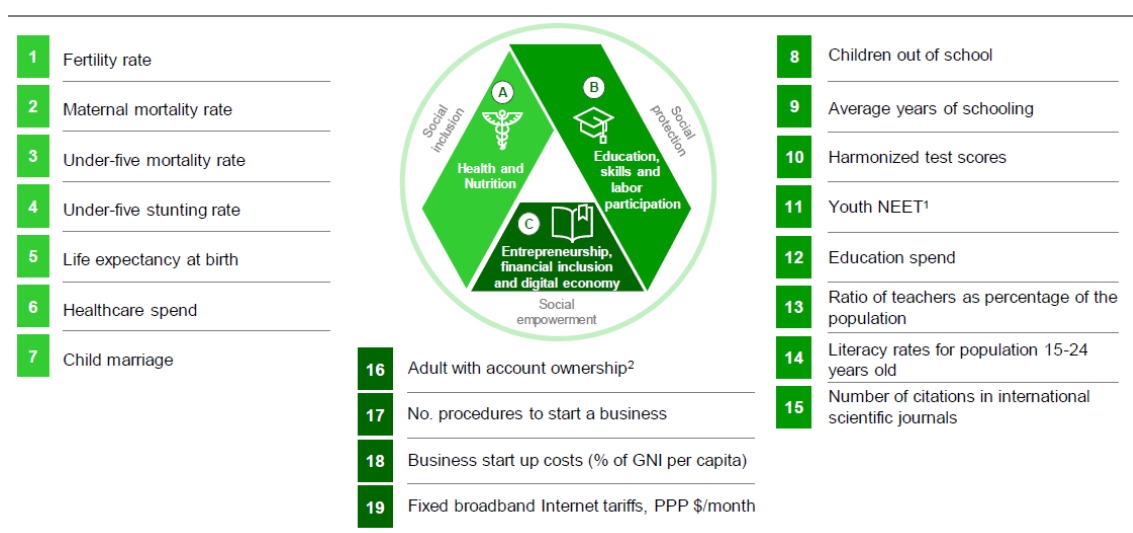 1
Fertility rate
2
Maternal mortality rate
3
Under-five mortality rate
4
Under-five stunting rate
5
Life expectancy at birth
6
Healthcare spend
7
Child marriage
Social
inclusion
A
Health and
Nutrition
B
Education,
skills and
labor
participation
Social
protection
C
Entrepreneurship,
financial inclusion
and digital economy
Social
empowerment
8
Children out of school
9
Average years of schooling
10
Harmonized test scores
11
Youth NEET¹
12
Education spend
13
Ratio of teachers as percentage of the
population
14
Literacy rates for population 15-24
years old
15
Number of citations in international
scientific journals
16
Adult with account ownership²
17
No. procedures to start a business
18
Business start up costs (% of GNI per capita)
19
Fixed broadband Internet tariffs, PPP $/month